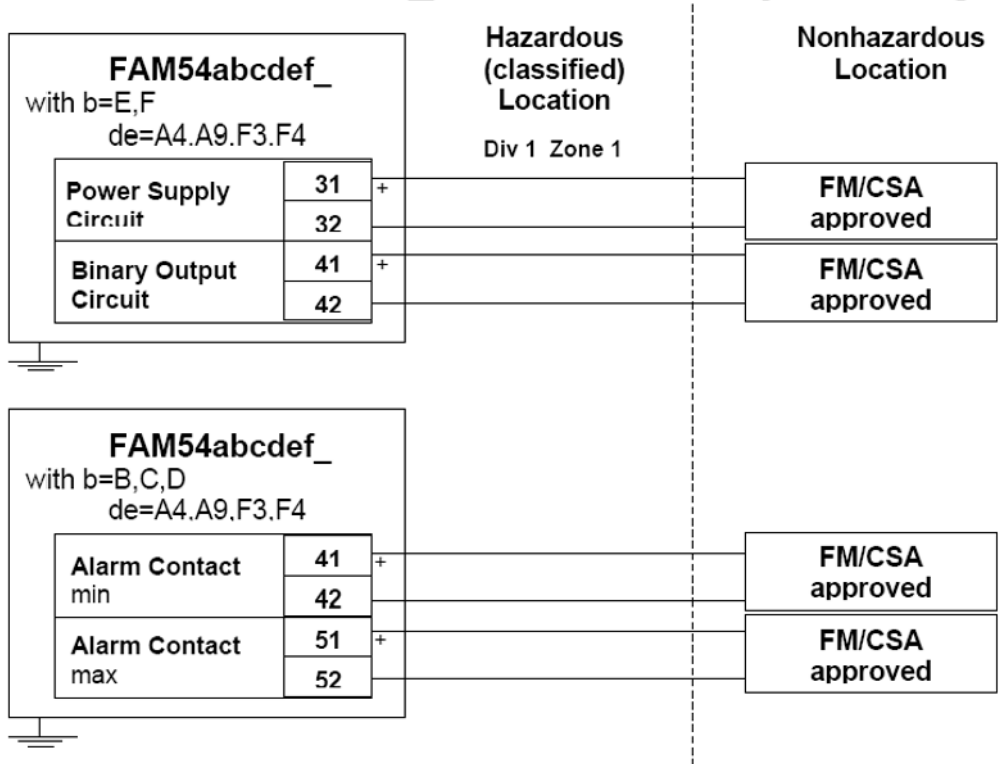 Hazardous
(classified)
Location
Div 1 Zone 1
Nonhazardous
Location
FAM54abcdef_
with b=E,F
de=A4.A9.F3.F4
Power Supply
Circuit
31
+
32
Binary Output
Circuit
41
+
42
FM/CSA
approved
FM/CSA
approved
FAM54abcdef_
with b=B,C,D
de=A4,A9,F3,F4
Alarm Contact
min
41
+
42
Alarm Contact
max
51
+
52
FM/CSA
approved
FM/CSA
approved